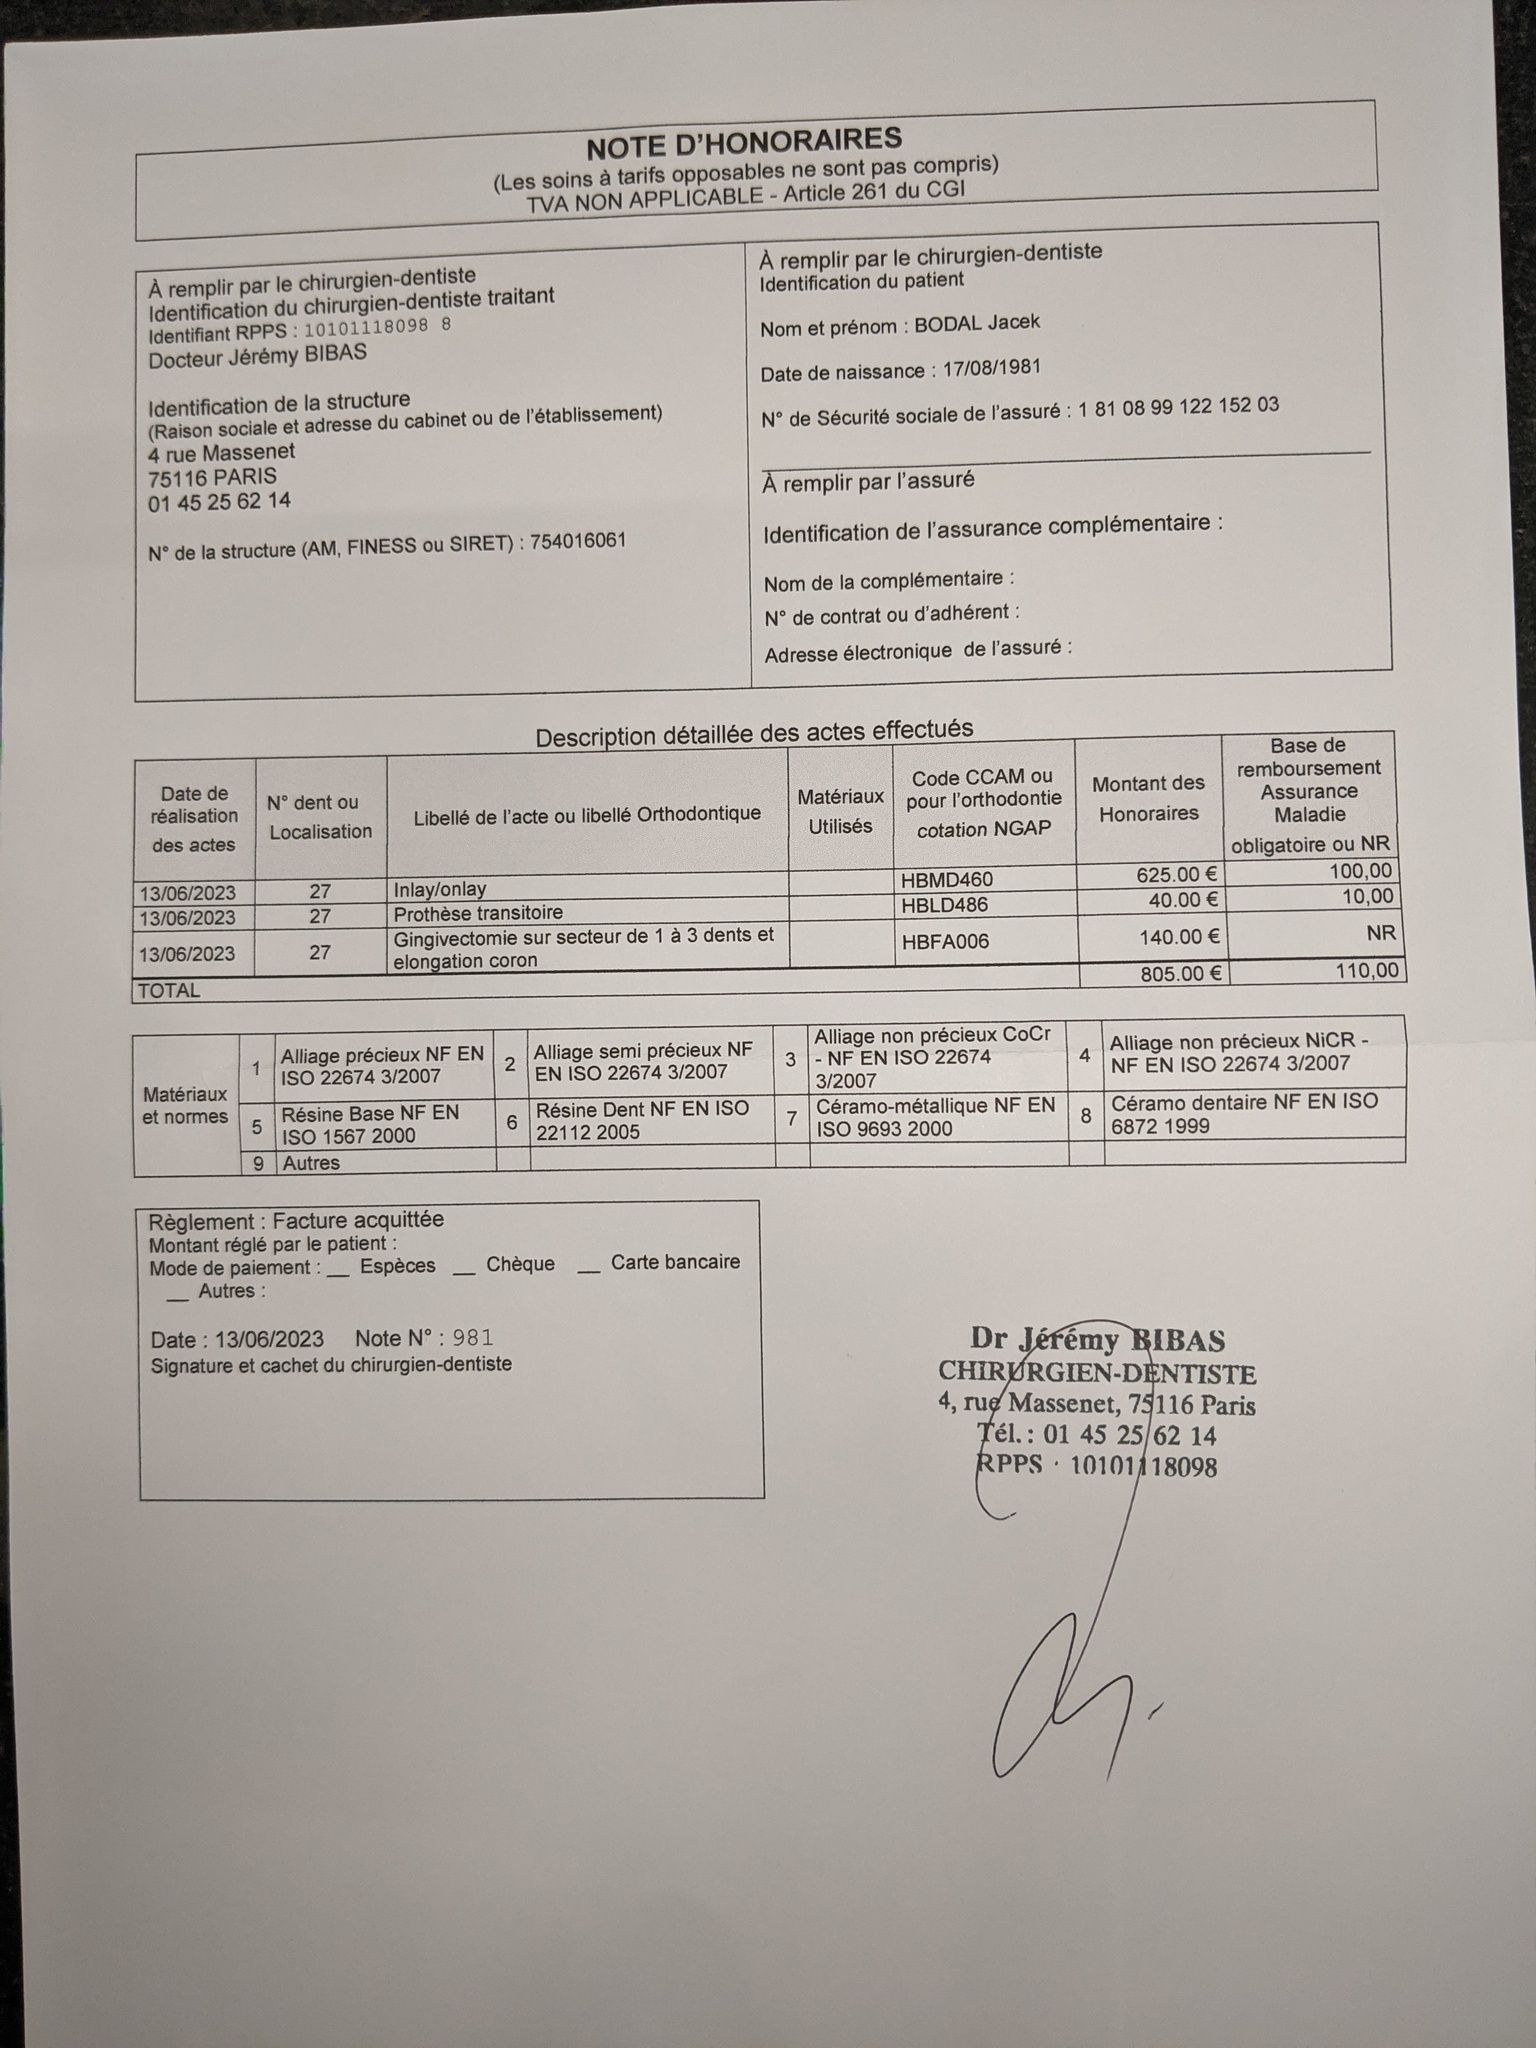 NOTE D'HONORAIRES
(Les soins à tarifs opposables ne sont pas compris)
TVA NON APPLICABLE - Article 261 du CGI
À remplir par le chirurgien-dentiste
Identification du chirurgien-dentiste traitant
Identifiant RPPS : 10101118098 8
Docteur Jérémy BIBAS
Identification de la structure
(Raison sociale et adresse du cabinet ou de l'établissement)
4 rue Massenet
75116 PARIS
01 45 25 62 14
N° de la structure (AM, FINESS ou SIRET) : 754016061
À remplir par le chirurgien-dentiste
Identification du patient
Nom et prénom : BODAL Jacek
Date de naissance : 17/08/1981
N° de Sécurité sociale de l'assuré : 1 81 08 99 122 152 03
À remplir par l'assuré
Identification de l'assurance complémentaire :
Nom de la complémentaire :
N° de contrat ou d'adhérent :
Adresse électronique de l'assuré :
Description détaillée des actes effectués
Date de
réalisation
des actes
N° dent ou
Localisation
Libellé de l'acte ou libellé Orthodontique
Matériaux
Utilisés
Code CCAM ou
pour l'orthodontie
cotation NGAP
Montant des
Honoraires
Base de
remboursement
Assurance
Maladie
obligatoire ou NR
13/06/2023 27 Inlay/onlay HBMD460 625.00 € 100,00
13/06/2023 27 Prothèse transitoire HBLD486 40.00 € 10,00
13/06/2023 27 Gingivectomie sur secteur de 1 à 3 dents et HBFA006 140.00 € NR
elongation coron
TOTAL 805.00 € 110,00
Matériaux
et normes
1 Alliage précieux NF EN
ISO 22674 3/2007
2 Alliage semi précieux NF
EN ISO 22674 3/2007
3 Alliage non précieux CoCr
- NF EN ISO 22674
3/2007
4 Alliage non précieux NiCR -
NF EN ISO 22674 3/2007
5 Résine Base NF EN
ISO 1567 2000
6 Résine Dent NF EN ISO
22112 2005
7 Céramo-métallique NF EN
ISO 9693 2000
8 Céramo dentaire NF EN ISO
6872 1999
9 Autres
Règlement : Facture acquittée
Montant réglé par le patient :
Mode de paiement : __ Espèces __ Chèque __ Carte bancaire
__ Autres :
Date : 13/06/2023 Note N° : 981
Signature et cachet du chirurgien-dentiste
Dr Jérémy BIBAS
CHIRURGIEN-DENTISTE
4, rue Massenet, 75116 Paris
Tél. : 01 45 25 62 14
RPPS · 10101118098